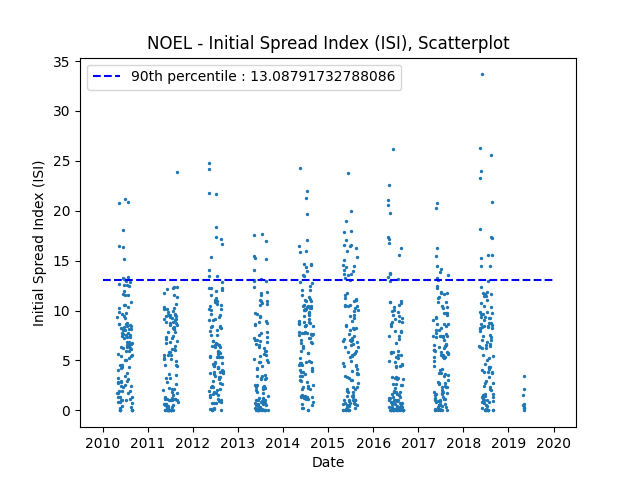 NOEL - Initial Spread Index (ISI), Scatterplot
90th percentile : 13.08791732788086
Initial Spread Index (ISI)
35
30
25
20
15
10
5
0
2010 2011 2012 2013 2014 2015 2016 2017 2018 2019 2020
Date